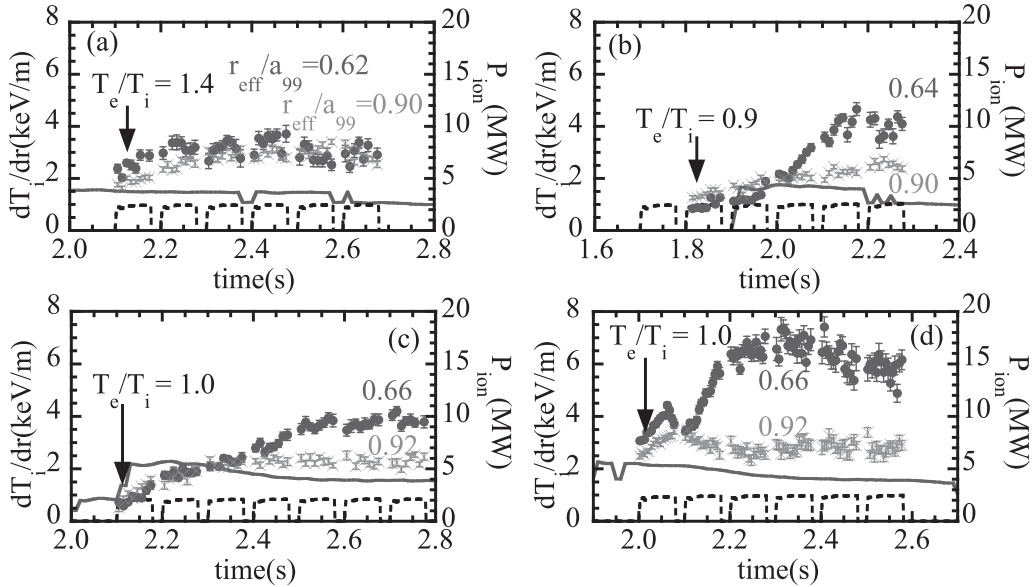 (a)
T_e/T_i = 1.4
r_eff/a_99=0.62
r_eff/a_99=0.90
dT_i/dr(keV/m)
8
6
4
2
0
2.0 2.2 2.4 2.6 2.8
time(s)
20
15
10
5
0
P_ion (MW)
(b)
T_e/T_i = 0.9
0.64
0.90
dT_i/dr(keV/m)
8
6
4
2
0
1.6 1.8 2.0 2.2 2.4
time(s)
20
15
10
5
0
P_ion (MW)
(c)
T_e/T_i = 1.0
0.66
0.92
dT_i/dr(keV/m)
8
6
4
2
0
2.0 2.2 2.4 2.6 2.8
time(s)
20
15
10
5
0
P_ion (MW)
(d)
T_e/T_i = 1.0
0.66
0.92
dT_i/dr(keV/m)
8
6
4
2
0
2.0 2.2 2.4 2.6
time(s)
20
15
10
5
0
P_ion (MW)